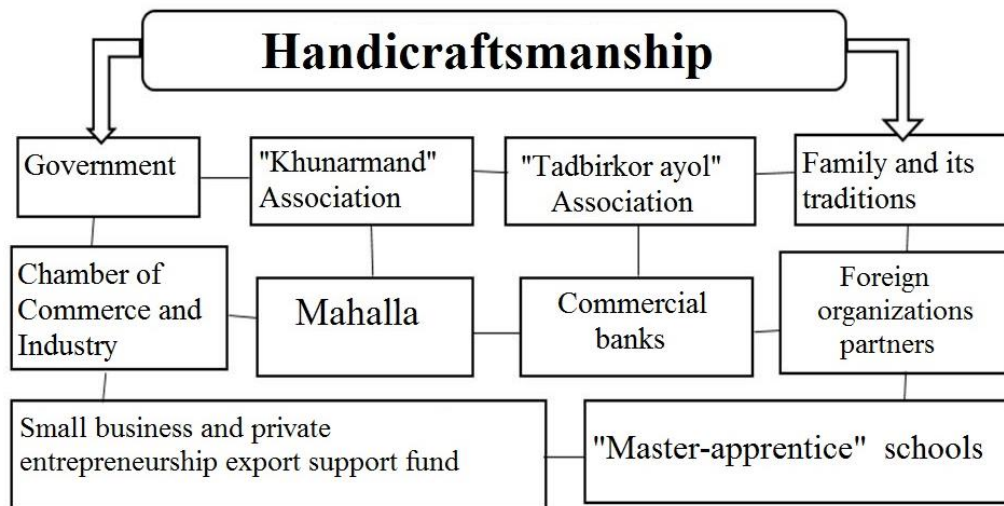 Handicraftsmanship
Government
"Khunarmand"
Association
"Tadbirkor ayol"
Association
Family and its
traditions
Chamber of
Commerce and
Industry
Mahalla
Commercial
banks
Foreign
organizations
partners
Small business and private
entrepreneurship export support fund
"Master-apprentice" schools